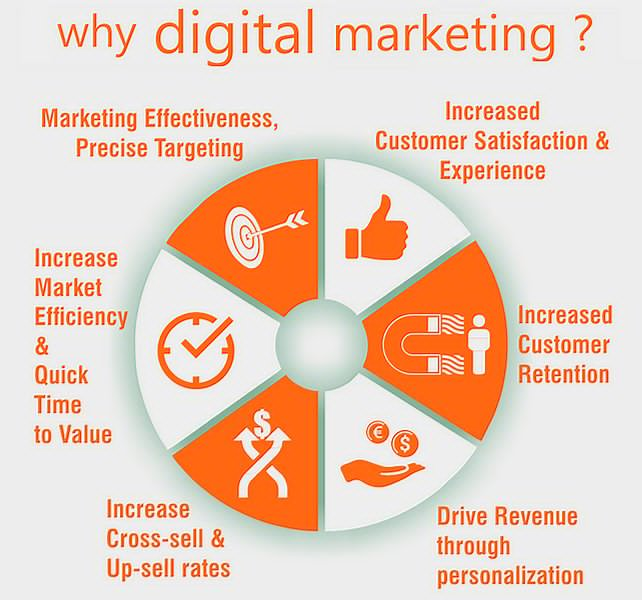 why digital marketing ?
Marketing Effectiveness,
Precise Targeting
Increased
Customer Satisfaction &
Experience
Increased
Customer
Retention
Drive Revenue
through
personalization
Increase
Cross-sell &
Up-sell rates
Increase
Market
Efficiency
&
Quick
Time
to Value
$
€
$